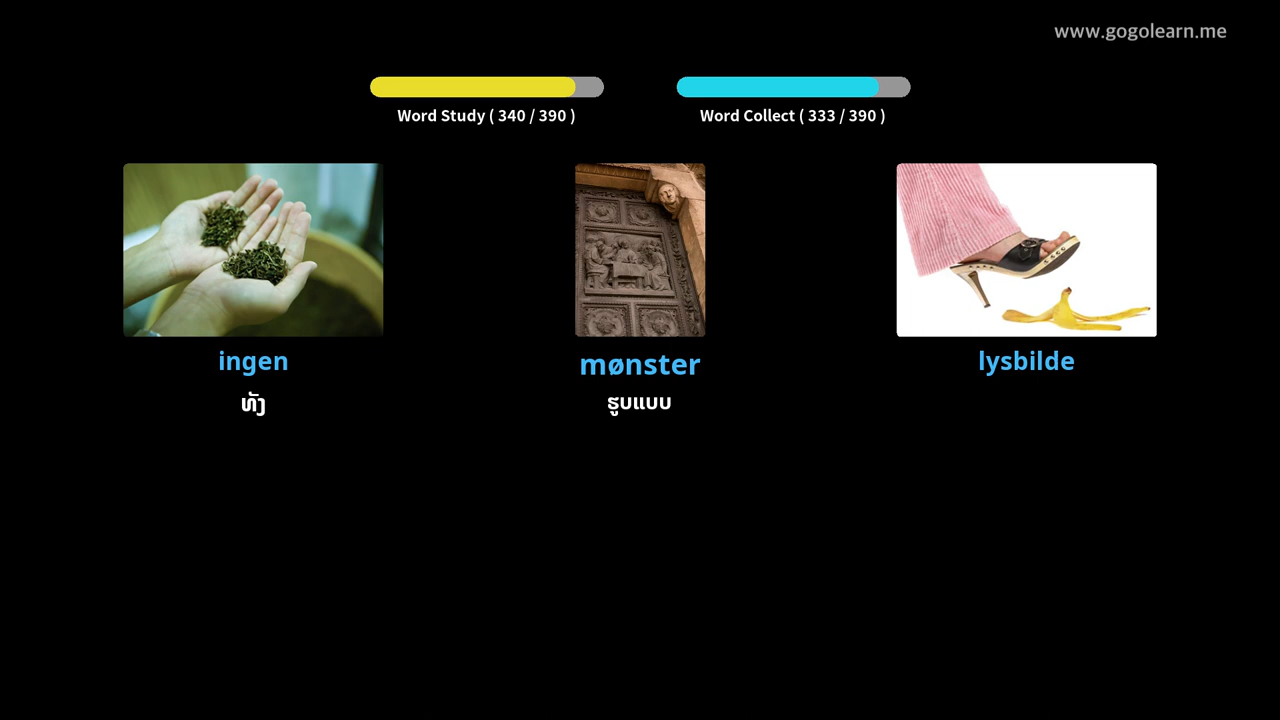 www.gogolearn.me
Word Study ( 340 / 390 )
Word Collect ( 333 / 390 )
ingen
ທັງ
mønster
ຮູບແບບ
lysbilde